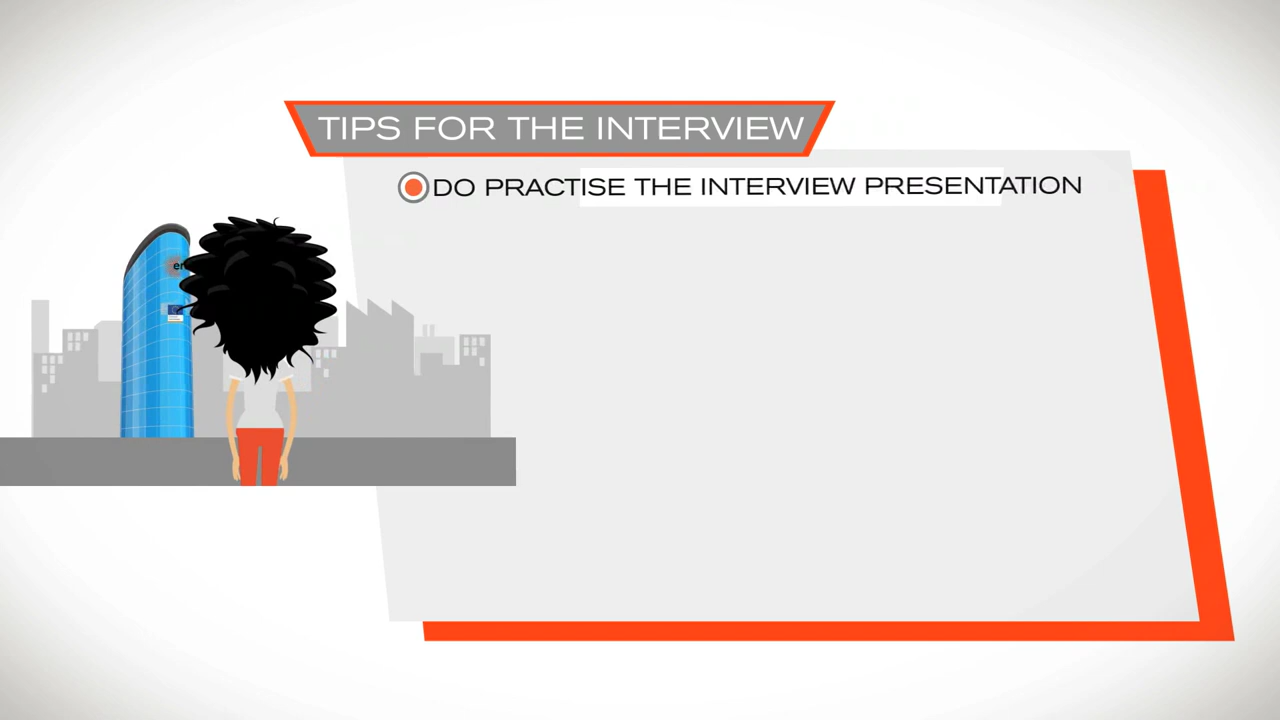 TIPS FOR THE INTERVIEW
DO PRACTISE THE INTERVIEW PRESENTATION